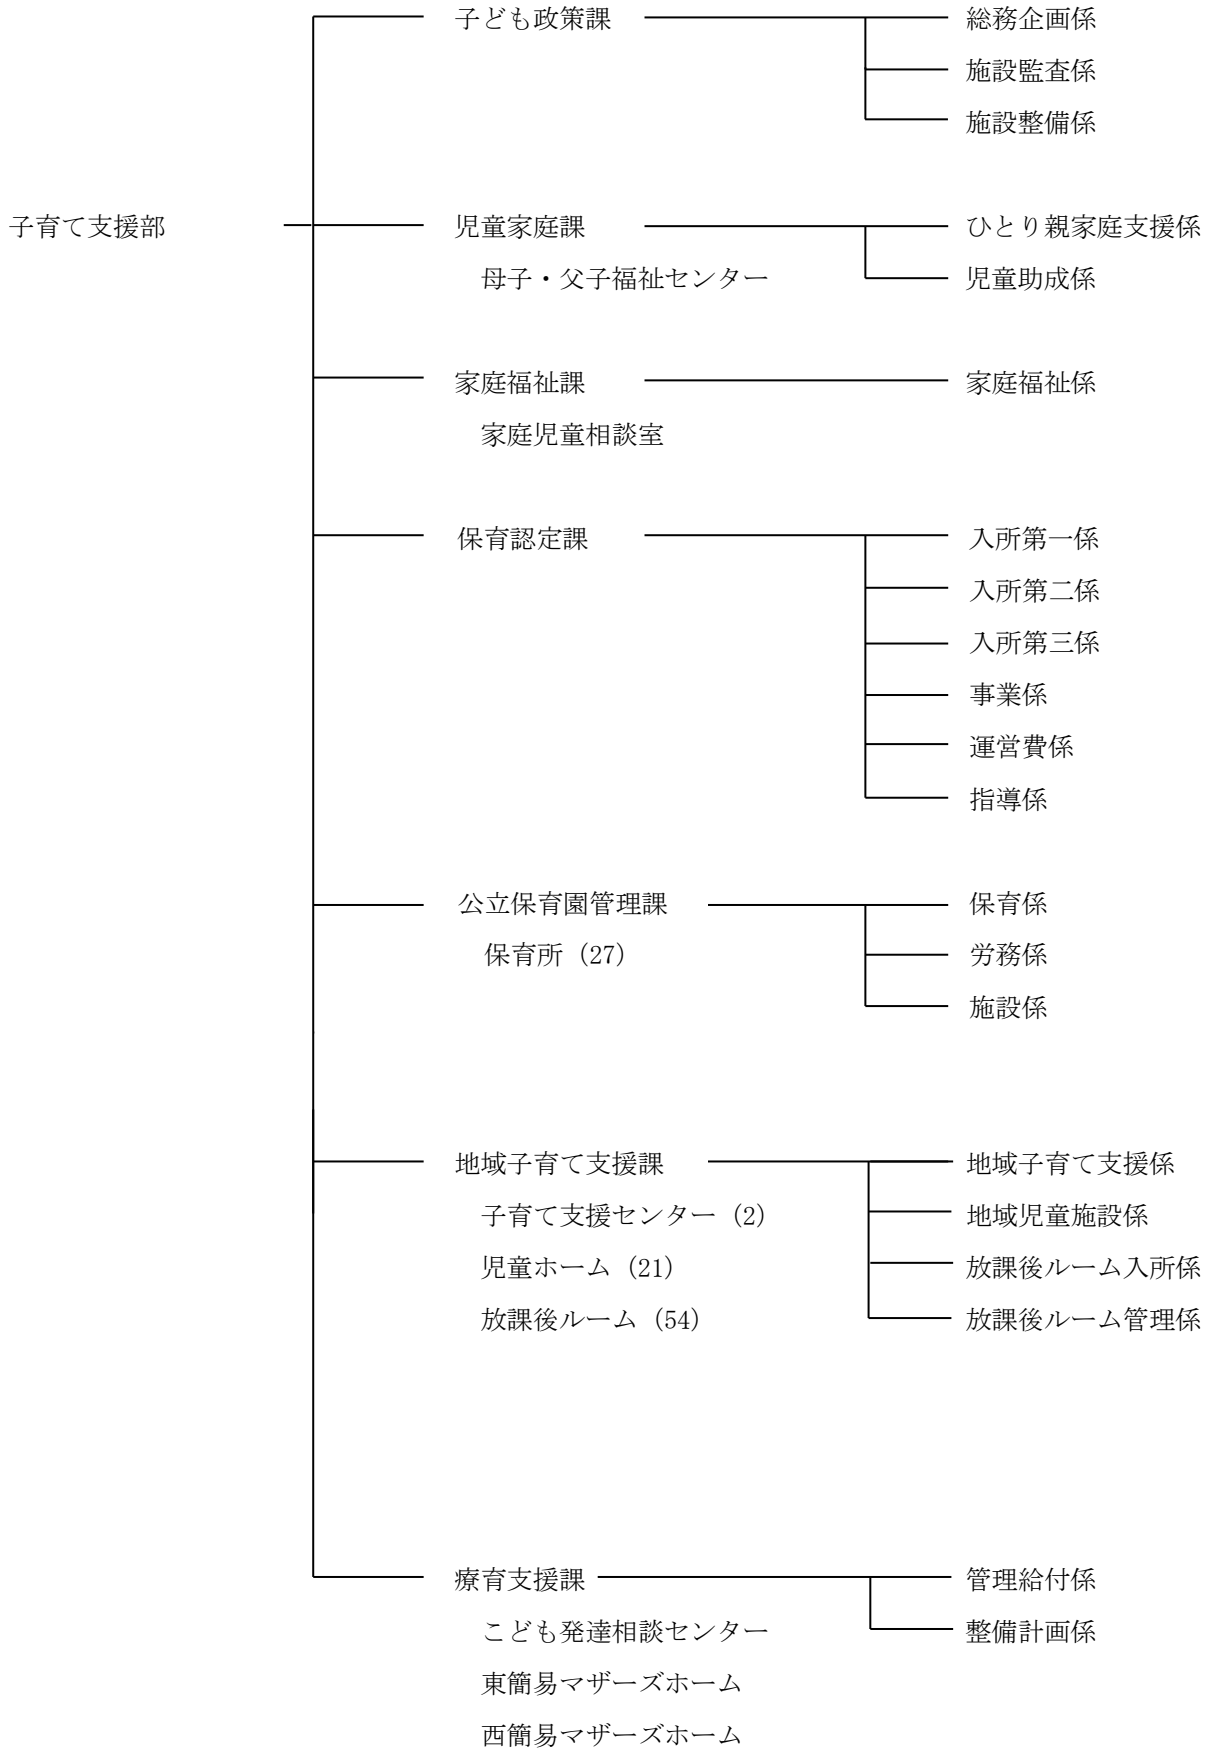 子ども政策課 総務企画係
施設監査係
施設整備係
子育て支援部 児童家庭課 ひとり親家庭支援係
母子・父子福祉センター 児童助成係
家庭福祉課 家庭福祉係
家庭児童相談室
保育認定課 入所第一係
入所第二係
入所第三係
事業係
運営費係
指導係
公立保育園管理課 保育係
保育所（27） 労務係
施設係
地域子育て支援課 地域子育て支援係
子育て支援センター（2） 地域児童施設係
児童ホーム（21） 放課後ルーム入所係
放課後ルーム（54） 放課後ルーム管理係
療育支援課 管理給付係
こども発達相談センター 整備計画係
東簡易マザーズホーム
西簡易マザーズホーム